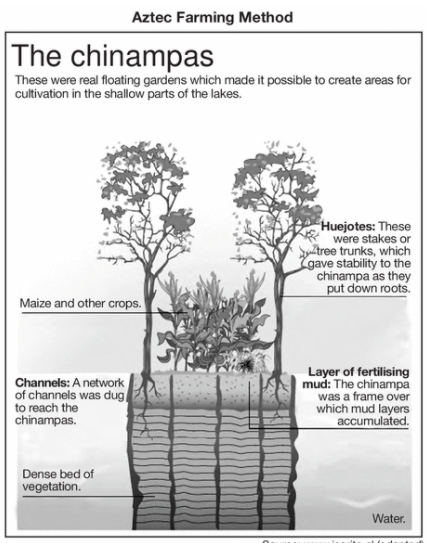 Aztec Farming Method
The chinampas
These were real floating gardens which made it possible to create areas for
cultivation in the shallow parts of the lakes.
Huejotes: These
were stakes or
tree trunks, which
gave stability to the
chinampa as they
put down roots.
Maize and other crops.
Channels: A network
of channels was dug
to reach the
chinampas.
Layer of fertilising
mud: The chinampa
was a frame over
which mud layers
accumulated.
Dense bed of
vegetation.
Water.